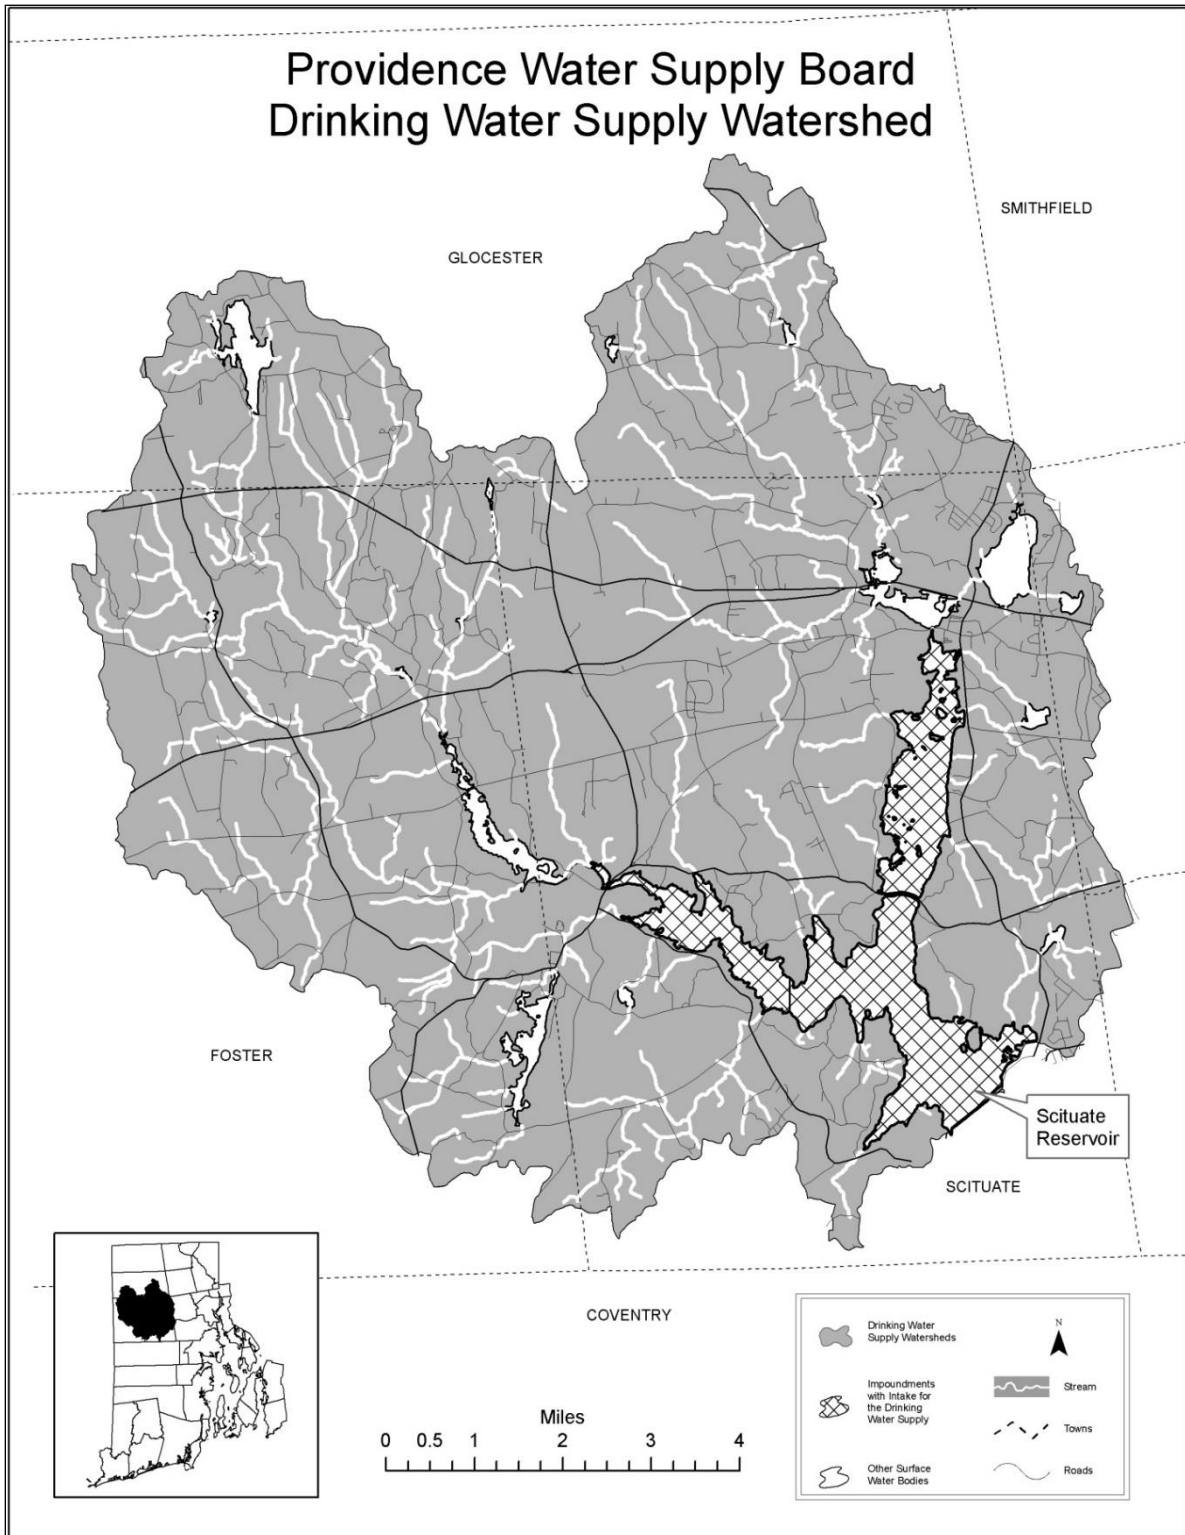 Providence Water Supply Board
Drinking Water Supply Watershed
SMITHFIELD
GLOCESTER
FOSTER
Scituate
Reservoir
SCITUATE
COVENTRY
Miles
0 0.5 1 2 3 4
Drinking Water
Supply Watersheds
N
Impoundments
with Intake for
the Drinking
Water Supply
Stream
Towns
Other Surface
Water Bodies
Roads